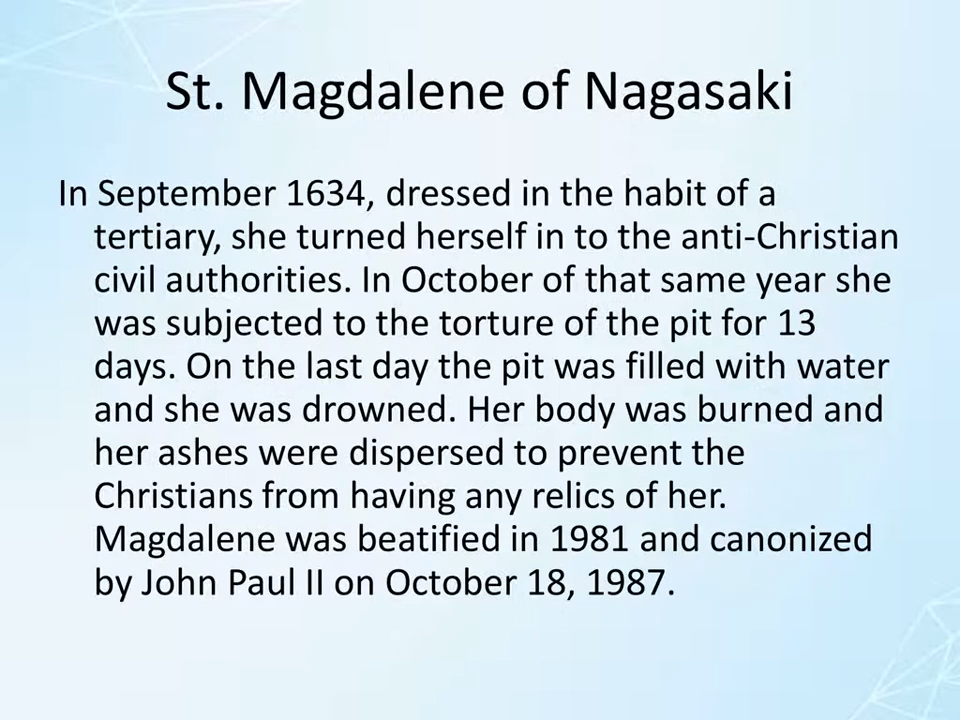 St. Magdalene of Nagasaki
In September 1634, dressed in the habit of a
tertiary, she turned herself in to the anti-Christian
civil authorities. In October of that same year she
was subjected to the torture of the pit for 13
days. On the last day the pit was filled with water
and she was drowned. Her body was burned and
her ashes were dispersed to prevent the
Christians from having any relics of her.
Magdalene was beatified in 1981 and canonized
by John Paul II on October 18, 1987.